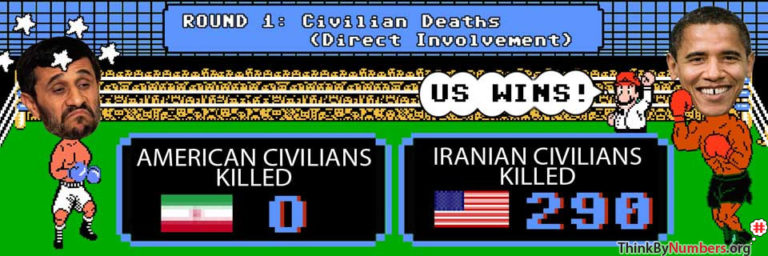 ROUND 1: Civilian Deaths
(Direct Involvement)
US WINS!
AMERICAN CIVILIANS
KILLED
0
IRANIAN CIVILIANS
KILLED
290
#
ThinkByNumbers.org